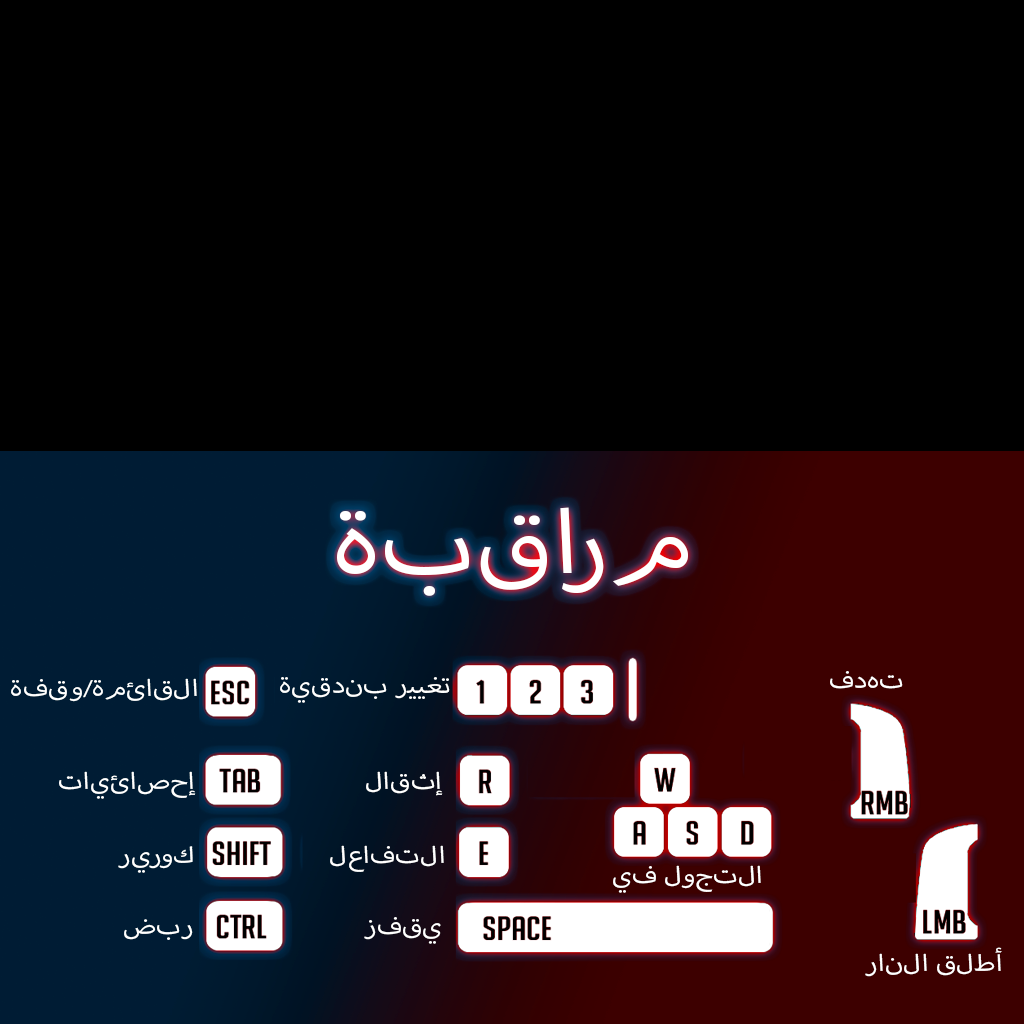 مراقبة
القائمة/وقفة ESC
تغيير بندقية 1 2 3
تهدف
RMB
إحصائيات TAB
إثقال R
W
A S D
كورير SHIFT
التفاعل E
التجول في
LMB
ربض CTRL
يقفز SPACE
أطلق النار